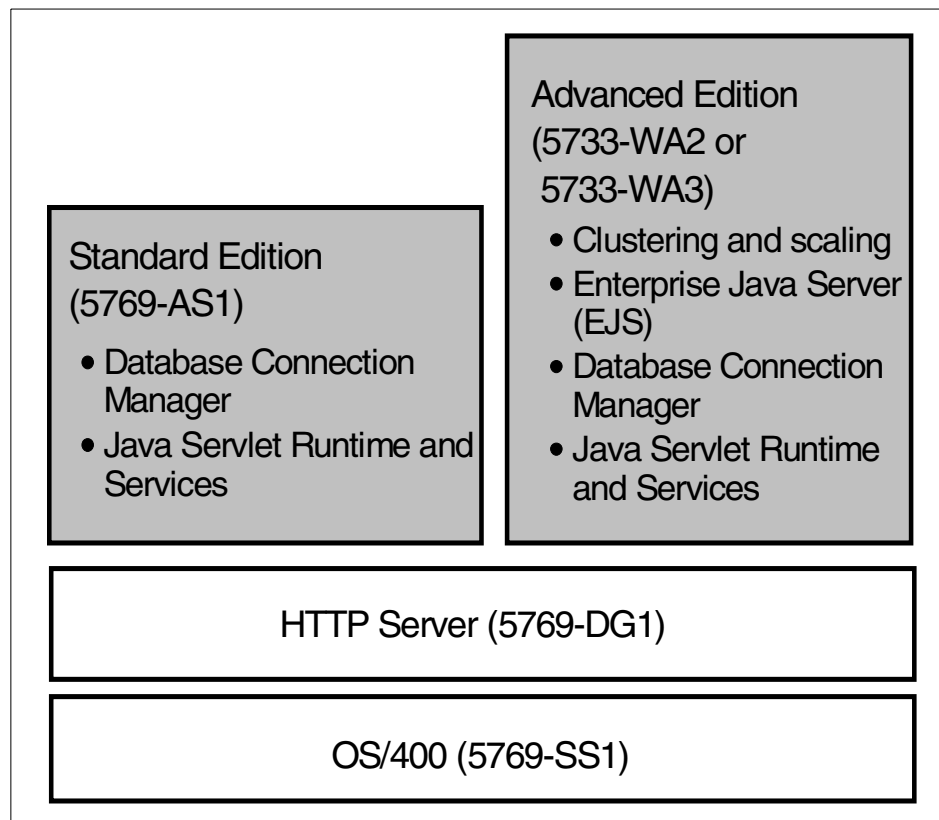 Standard Edition
(5769-AS1)
• Database Connection
Manager
• Java Servlet Runtime and
Services
Advanced Edition
(5733-WA2 or
5733-WA3)
• Clustering and scaling
• Enterprise Java Server
(EJS)
• Database Connection
Manager
• Java Servlet Runtime
and Services
HTTP Server (5769-DG1)
OS/400 (5769-SS1)